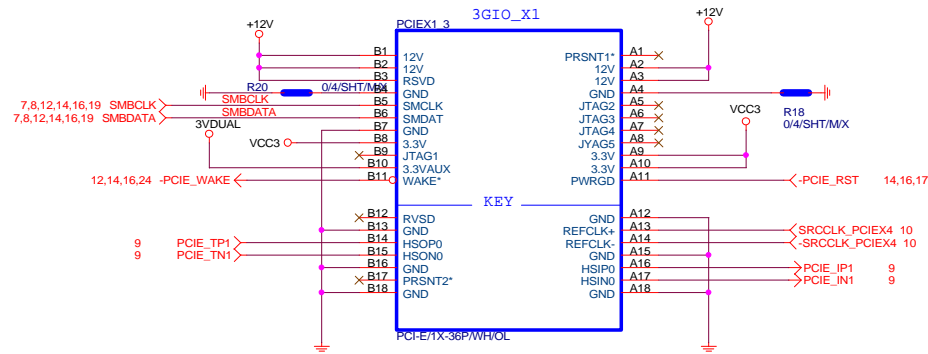 3GIO_X1
+12V
+12V
PCIEX1_3
B1 12V
PRSNT1* A1
B2 12V
12V A2
B3 RSVD
12V A3
R20 0/4/SHT/M/X
B4 GND
GND A4
7,8,12,14,16,19 SMBCLK SMBCLK B5 SMCLK
JTAG2 A5
R18
0/4/SHT/M/X
7,8,12,14,16,19 SMBDATA SMBDATA B6 SMDAT
JTAG3 A6
VCC3
3VDUAL
B7 GND
JTAG4 A7
VCC3 B8 3.3V
JYAG5 A8
B9 JTAG1
3.3V A9
B10 3.3VAUX
3.3V A10
12,14,16,24 -PCIE_WAKE B11 WAKE*
PWRGD A11 -PCIE_RST 14,16,17
KEY
B12 RVSD
GND A12
B13 GND
REFCLK+ A13 SRCCLK_PCIEX4 10
9 PCIE_TP1 B14 HSOP0
REFCLK- A14 -SRCCLK_PCIEX4 10
9 PCIE_TN1 B15 HSON0
GND A15
B16 GND
HSIP0 A16 PCIE_IP1 9
B17 PRSNT2*
HSIN0 A17 PCIE_IN1 9
B18 GND
GND A18
PCI-E/1X-36P/WH/OL